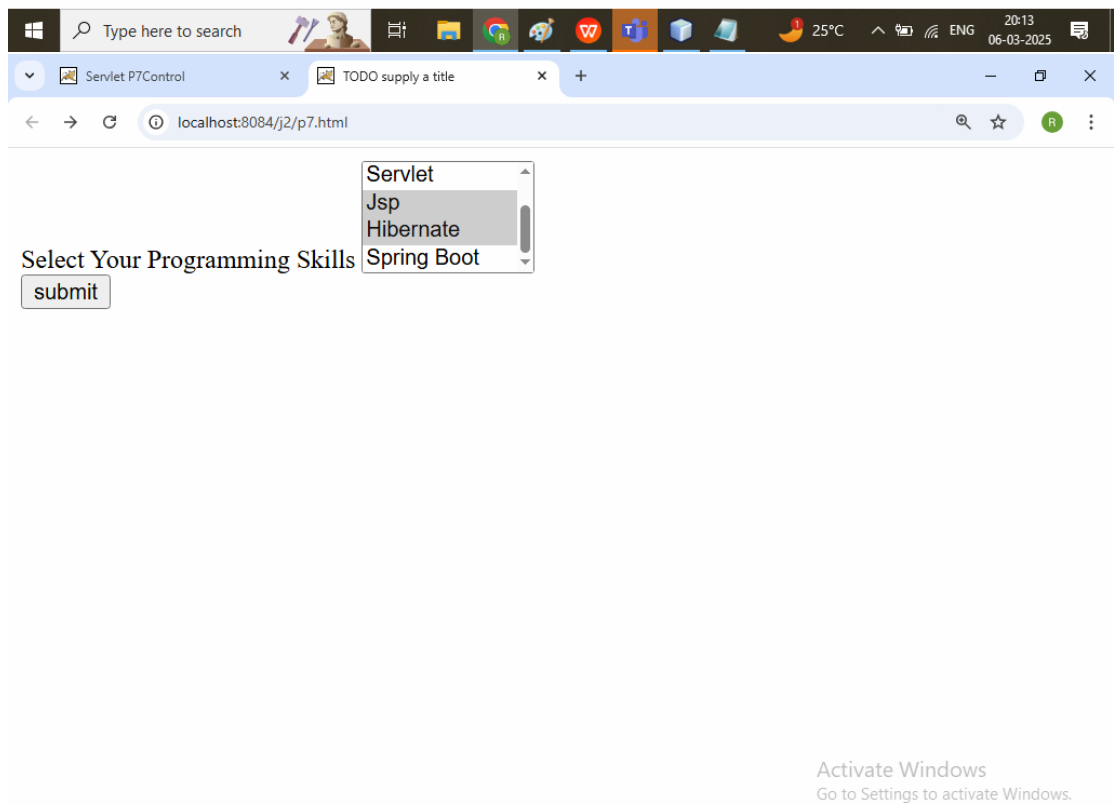 Type here to search
25°C
ENG
20:13
06-03-2025
Servlet P7Control
TODO supply a title
localhost:8084/j2/p7.html
R
Servlet
Jsp
Hibernate
Select Your Programming Skills Spring Boot
submit
Activate Windows
Go to Settings to activate Windows.